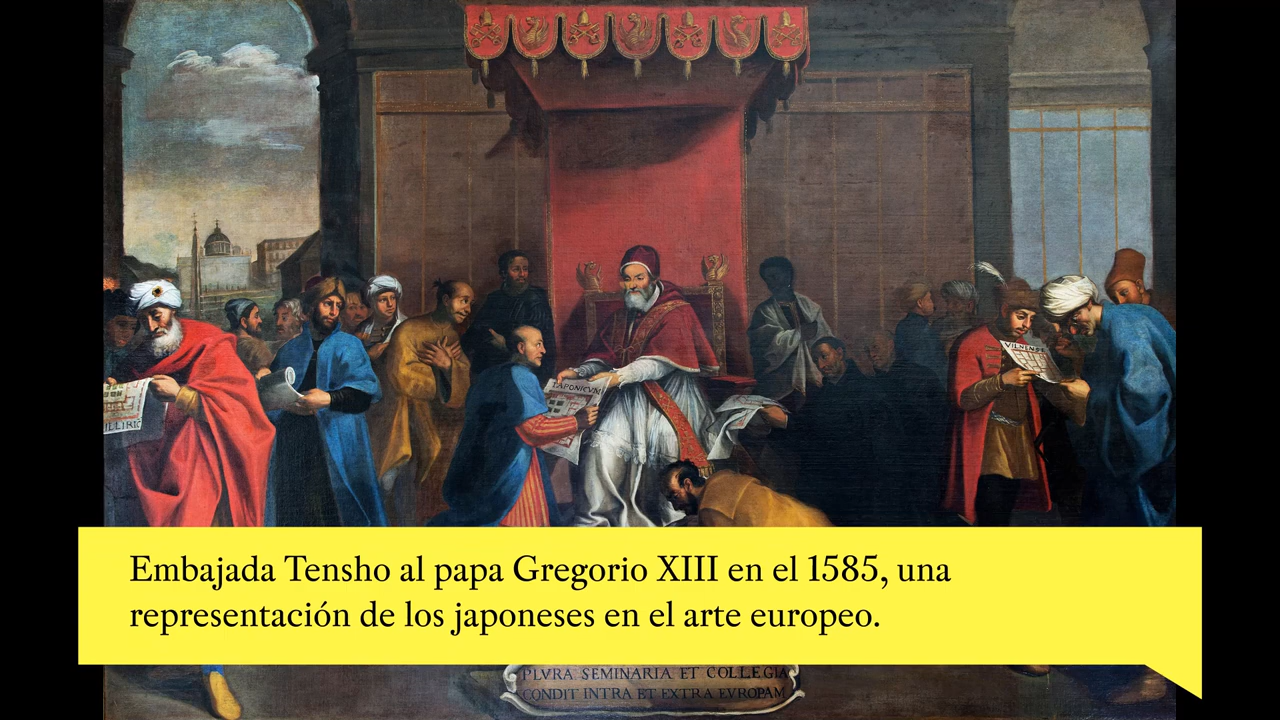 IAPONICVM
VILNENSE
ILLIRIC
Embajada Tensho al papa Gregorio XIII en el 1585, una
representación de los japoneses en el arte europeo.
PLVRA SEMINARIA ET COLLEGIA
CONDIT INTRA ET EXTRA EVROPAM